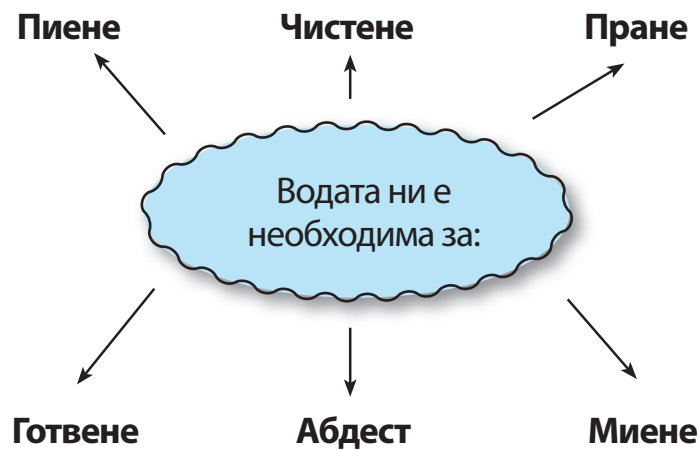 Пиене Чистене Пране
Водата ни е
необходима за:
Готвене Абдест Миене